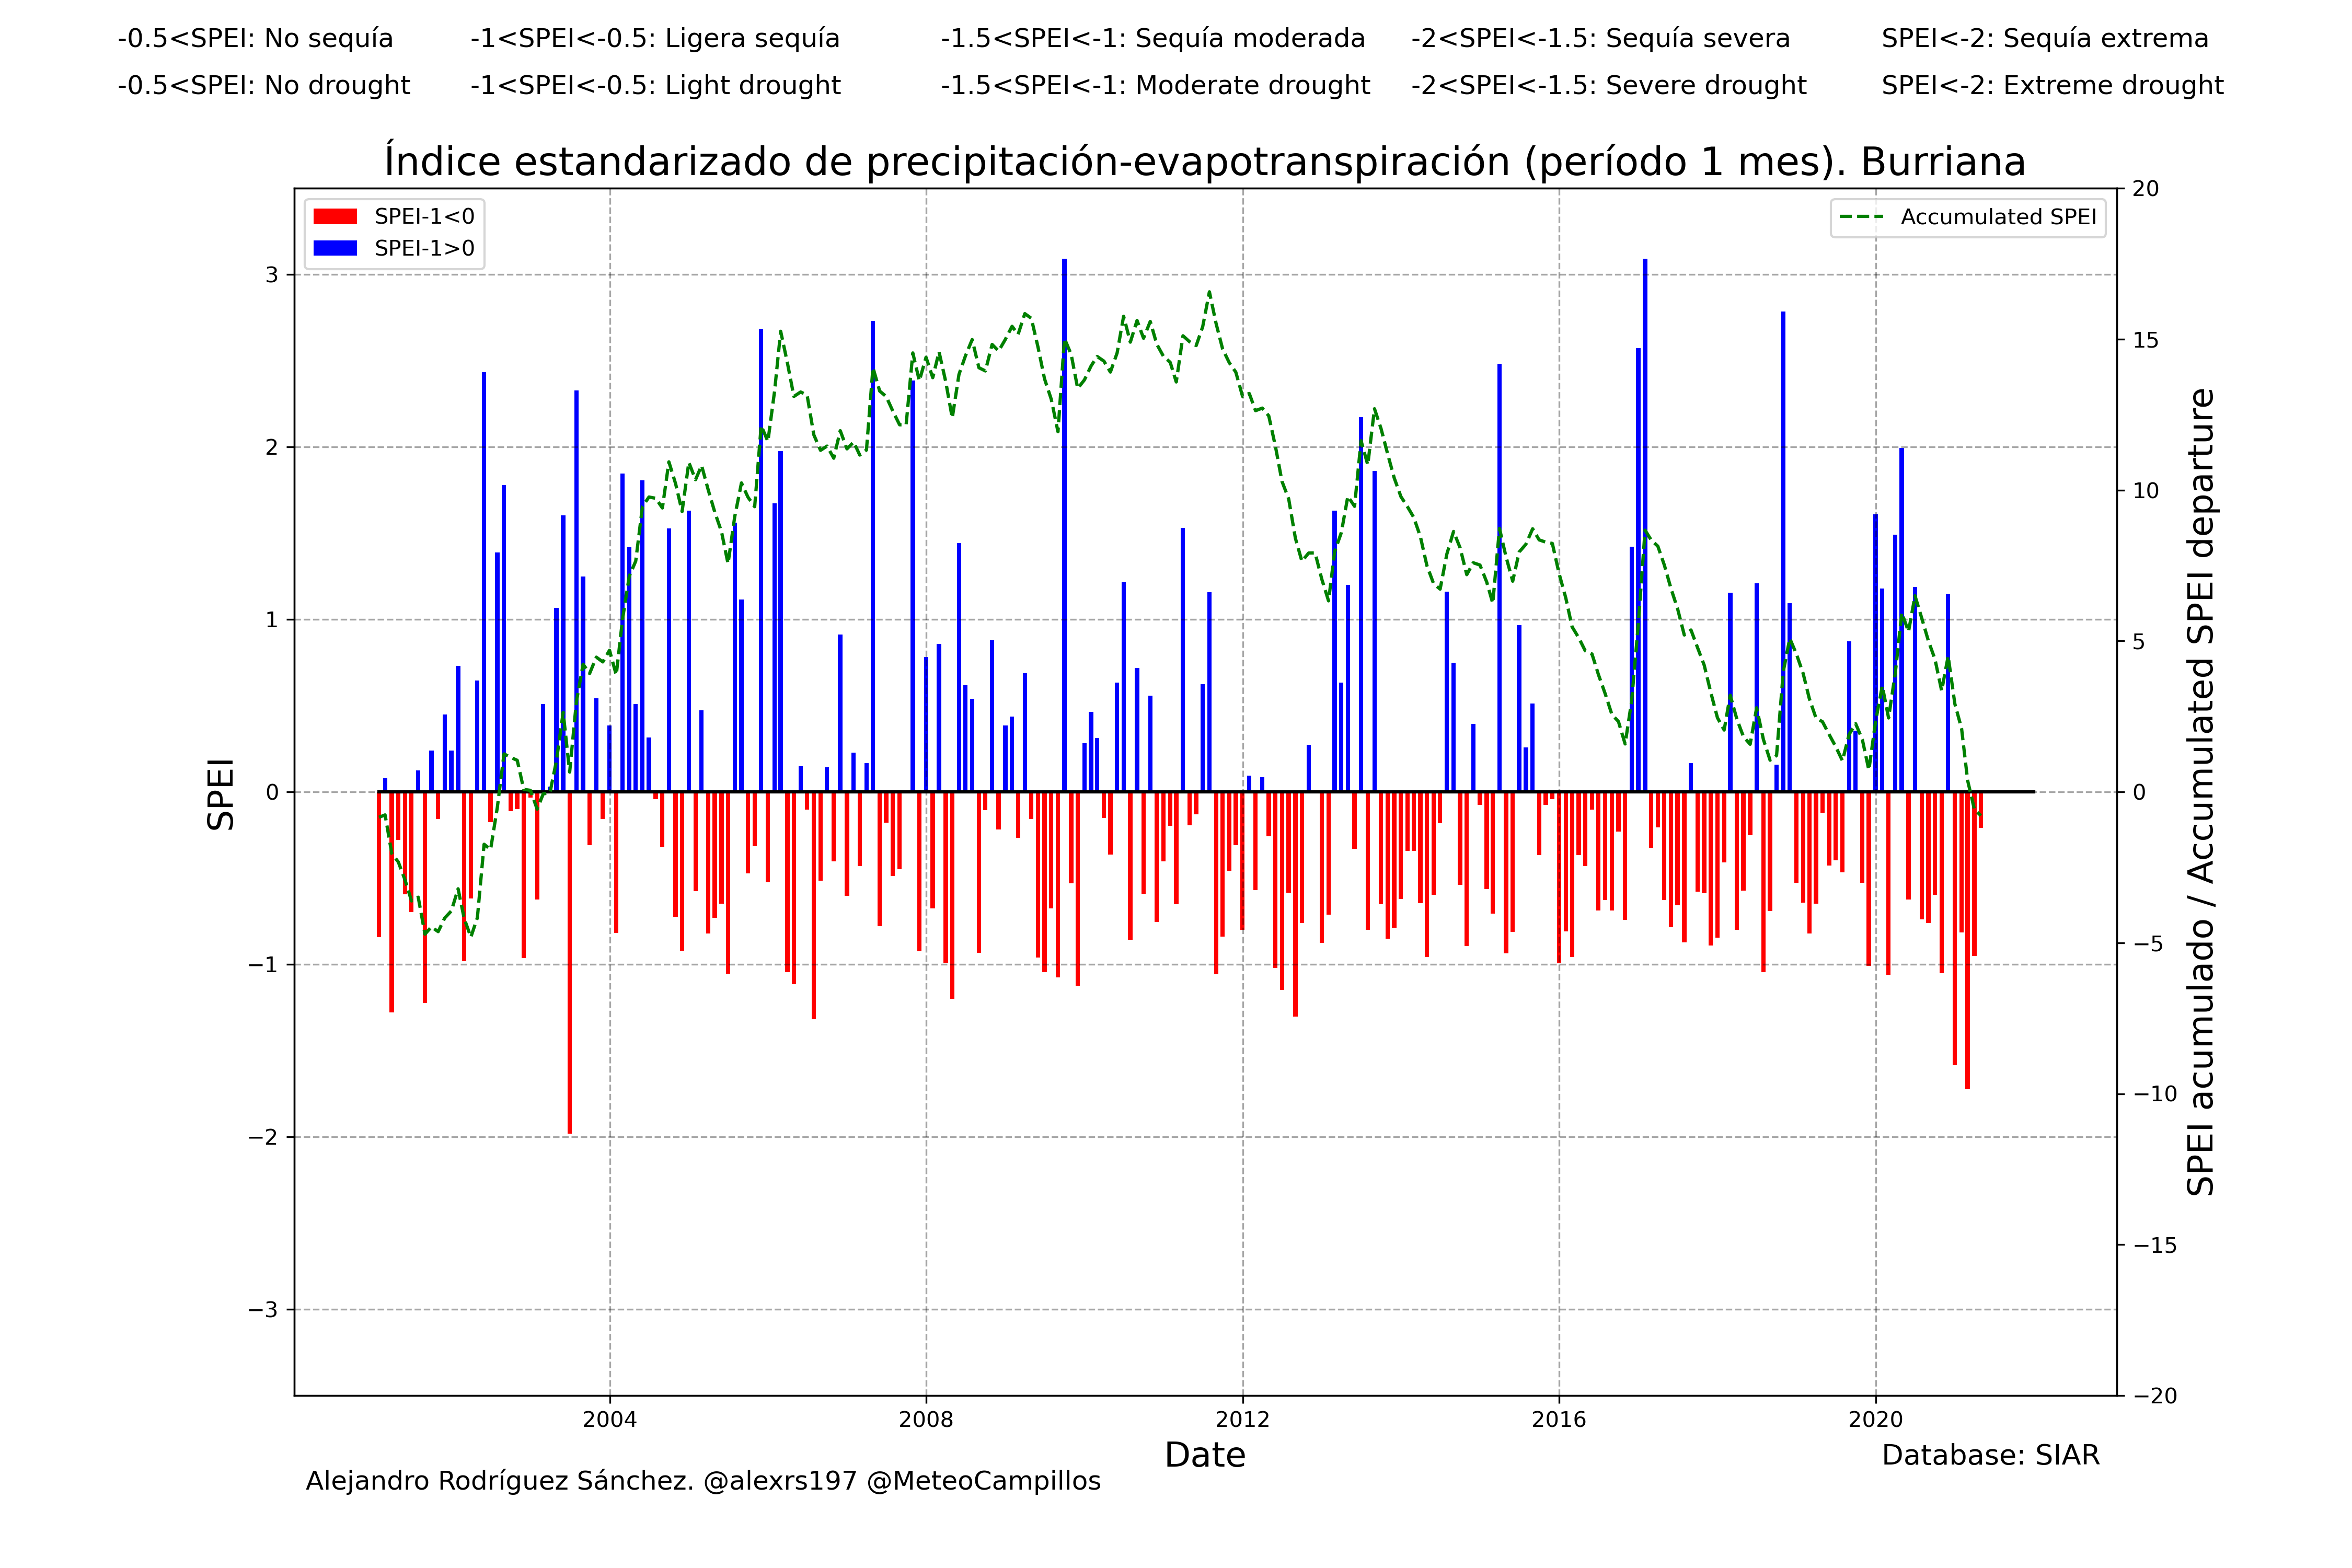 -0.5<SPEI: No sequía -1<SPEI<-0.5: Ligera sequía -1.5<SPEI<-1: Sequía moderada -2<SPEI<-1.5: Sequía severa SPEI<-2: Sequía extrema
-0.5<SPEI: No drought -1<SPEI<-0.5: Light drought -1.5<SPEI<-1: Moderate drought -2<SPEI<-1.5: Severe drought SPEI<-2: Extreme drought
Índice estandarizado de precipitación-evapotranspiración (período 1 mes). Burriana
SPEI-1<0
SPEI-1>0
Accumulated SPEI
SPEI
3
2
1
0
−1
−2
−3
20
15
10
5
0
−5
−10
−15
−20
SPEI acumulado / Accumulated SPEI departure
2004 2008 2012 2016 2020
Date
Database: SIAR
Alejandro Rodríguez Sánchez. @alexrs197 @MeteoCampillos